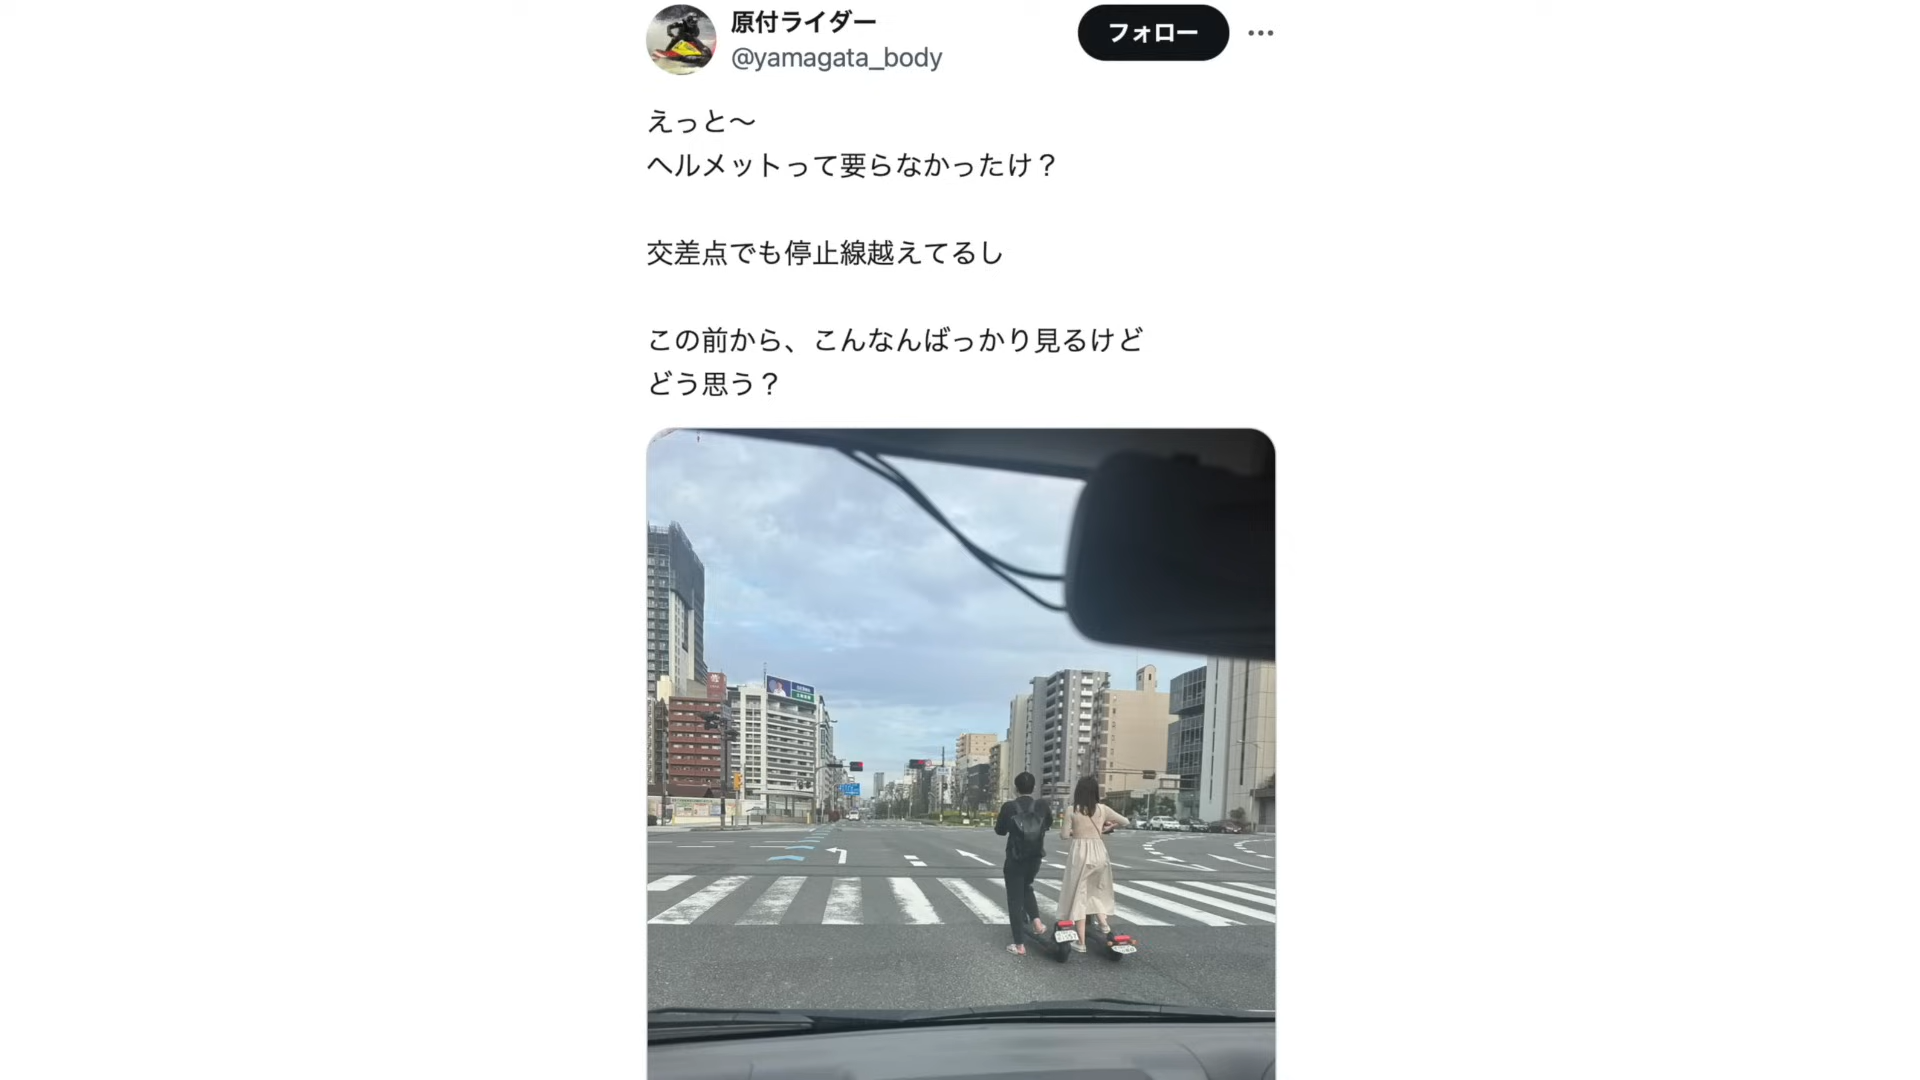 原付ライダー
@yamagata_body
フォロー
えっと〜
ヘルメットって要らなかったけ？
交差点でも停止線越えてるし
この前から、こんなんばっかり見るけど
どう思う？